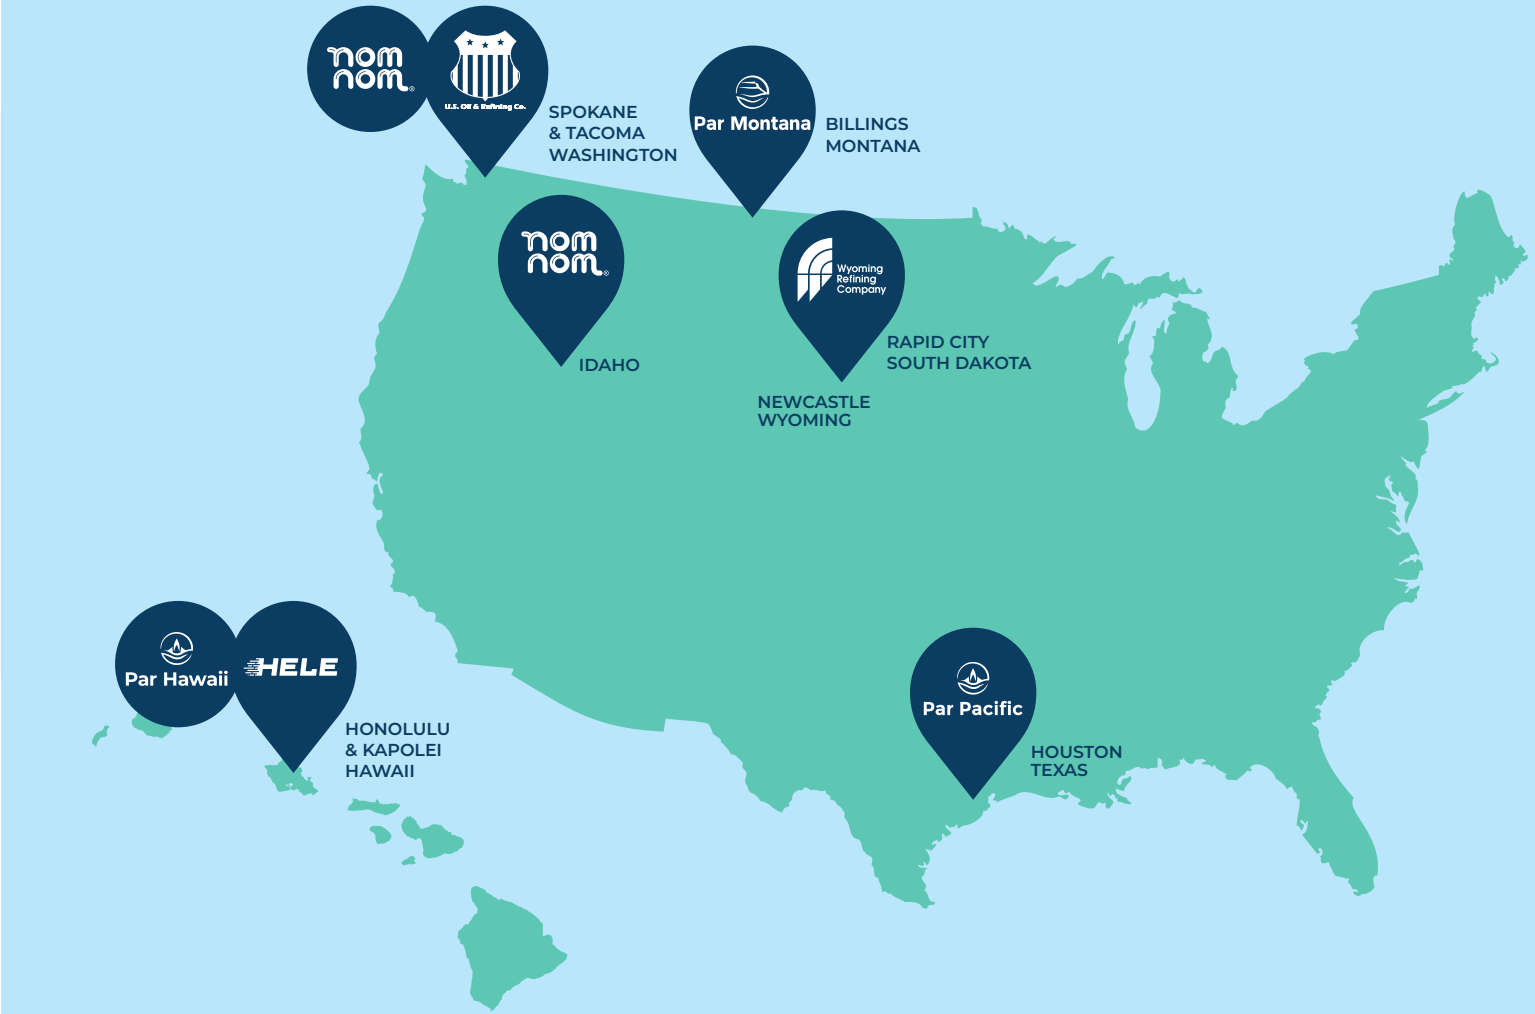 nom
nom®
U.S. Oil & Refining Co.
SPOKANE
& TACOMA
WASHINGTON
Par Montana
BILLINGS
MONTANA
nom
nom®
IDAHO
Wyoming
Refining
Company
RAPID CITY
SOUTH DAKOTA
NEWCASTLE
WYOMING
Par Hawaii
HELE
HONOLULU
& KAPOLEI
HAWAII
Par Pacific
HOUSTON
TEXAS